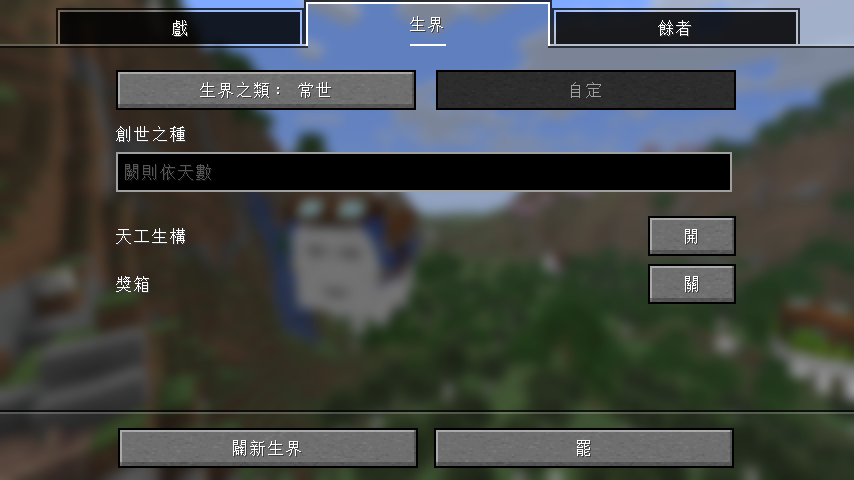 戲
生界
餘者
生界之類： 常世
自定
創世之種
闕則依天數
天工生構
開
獎箱
關
闢新生界
罷